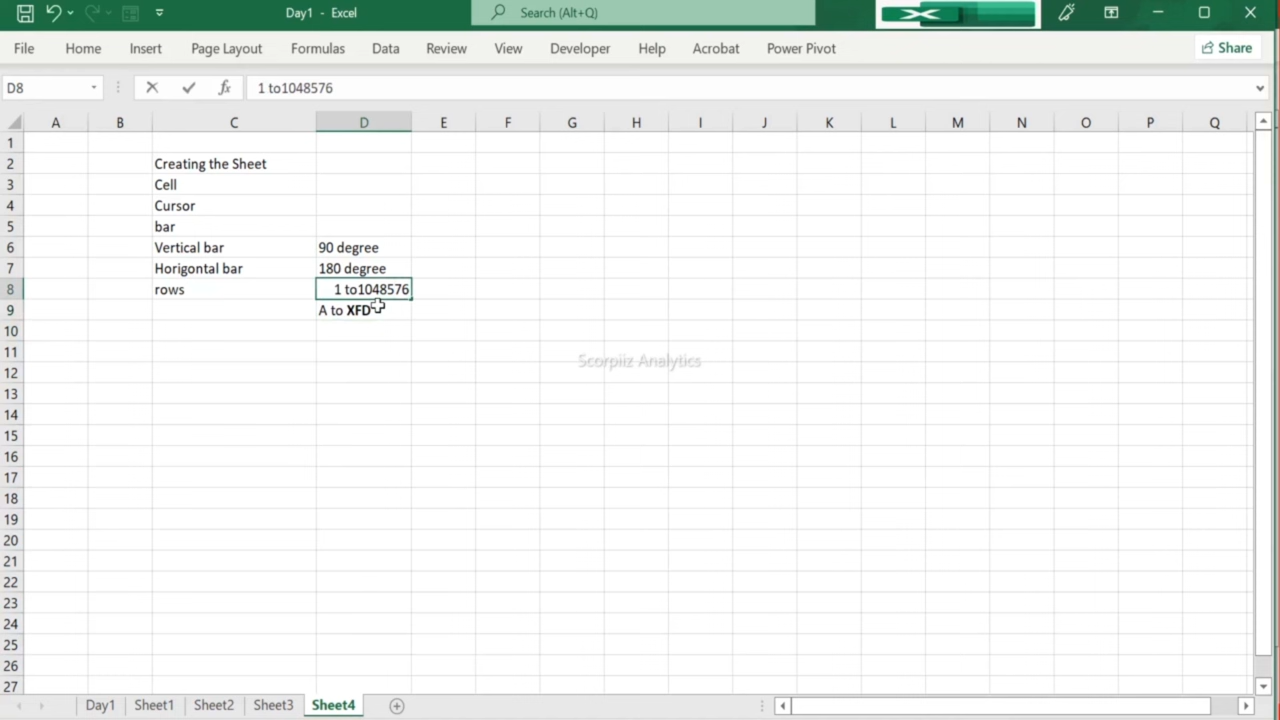 Day1 - Excel
Search (Alt+Q)
File Home Insert Page Layout Formulas Data Review View Developer Help Acrobat Power Pivot Share
D8 fx 1 to1048576
A B C D E F G H I J K L M N O P Q
1
2 Creating the Sheet
3 Cell
4 Cursor
5 bar
6 Vertical bar 90 degree
7 Horigontal bar 180 degree
8 rows 1 to1048576
9 A to XFD
10
11
Scorpiiz Analytics
12
13
14
15
16
17
18
19
20
21
22
23
24
25
26
27
Day1 Sheet1 Sheet2 Sheet3 Sheet4